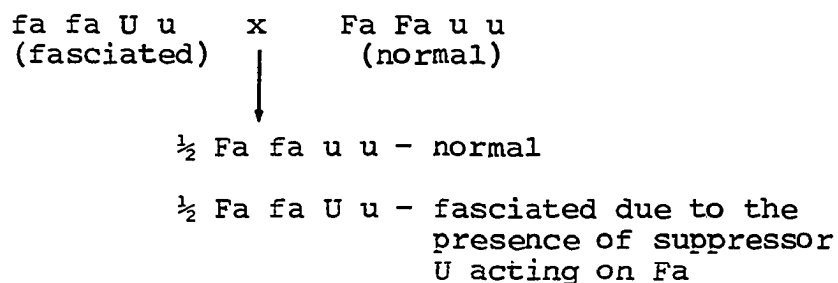 fa fa U u x Fa Fa u u
(fasciated) (normal)
½ Fa fa u u - normal
½ Fa fa U u - fasciated due to the
presence of suppressor
U acting on Fa